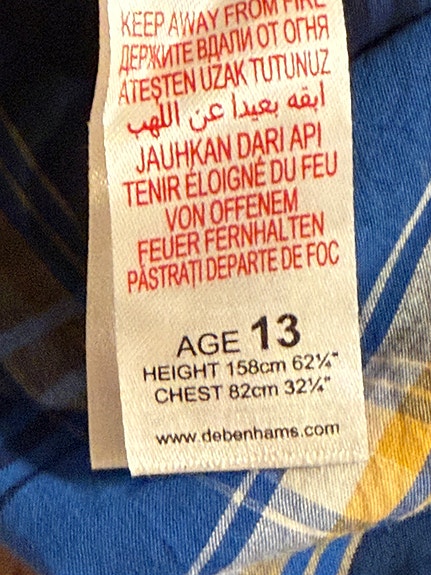 KEEP AWAY FROM FIRE
ДЕРЖИТЕ ВДАЛИ ОТ ОГНЯ
ATEŞTEN UZAK TUTUNUZ
ابقه بعيدا عن اللهب
JAUHKAN DARI API
TENIR ÉLOIGNÉ DU FEU
VON OFFENEM
FEUER FERNHALTEN
PĂSTRAȚI DEPARTE DE FOC
AGE 13
HEIGHT 158cm 62¼"
CHEST 82cm 32¼"
www.debenhams.com